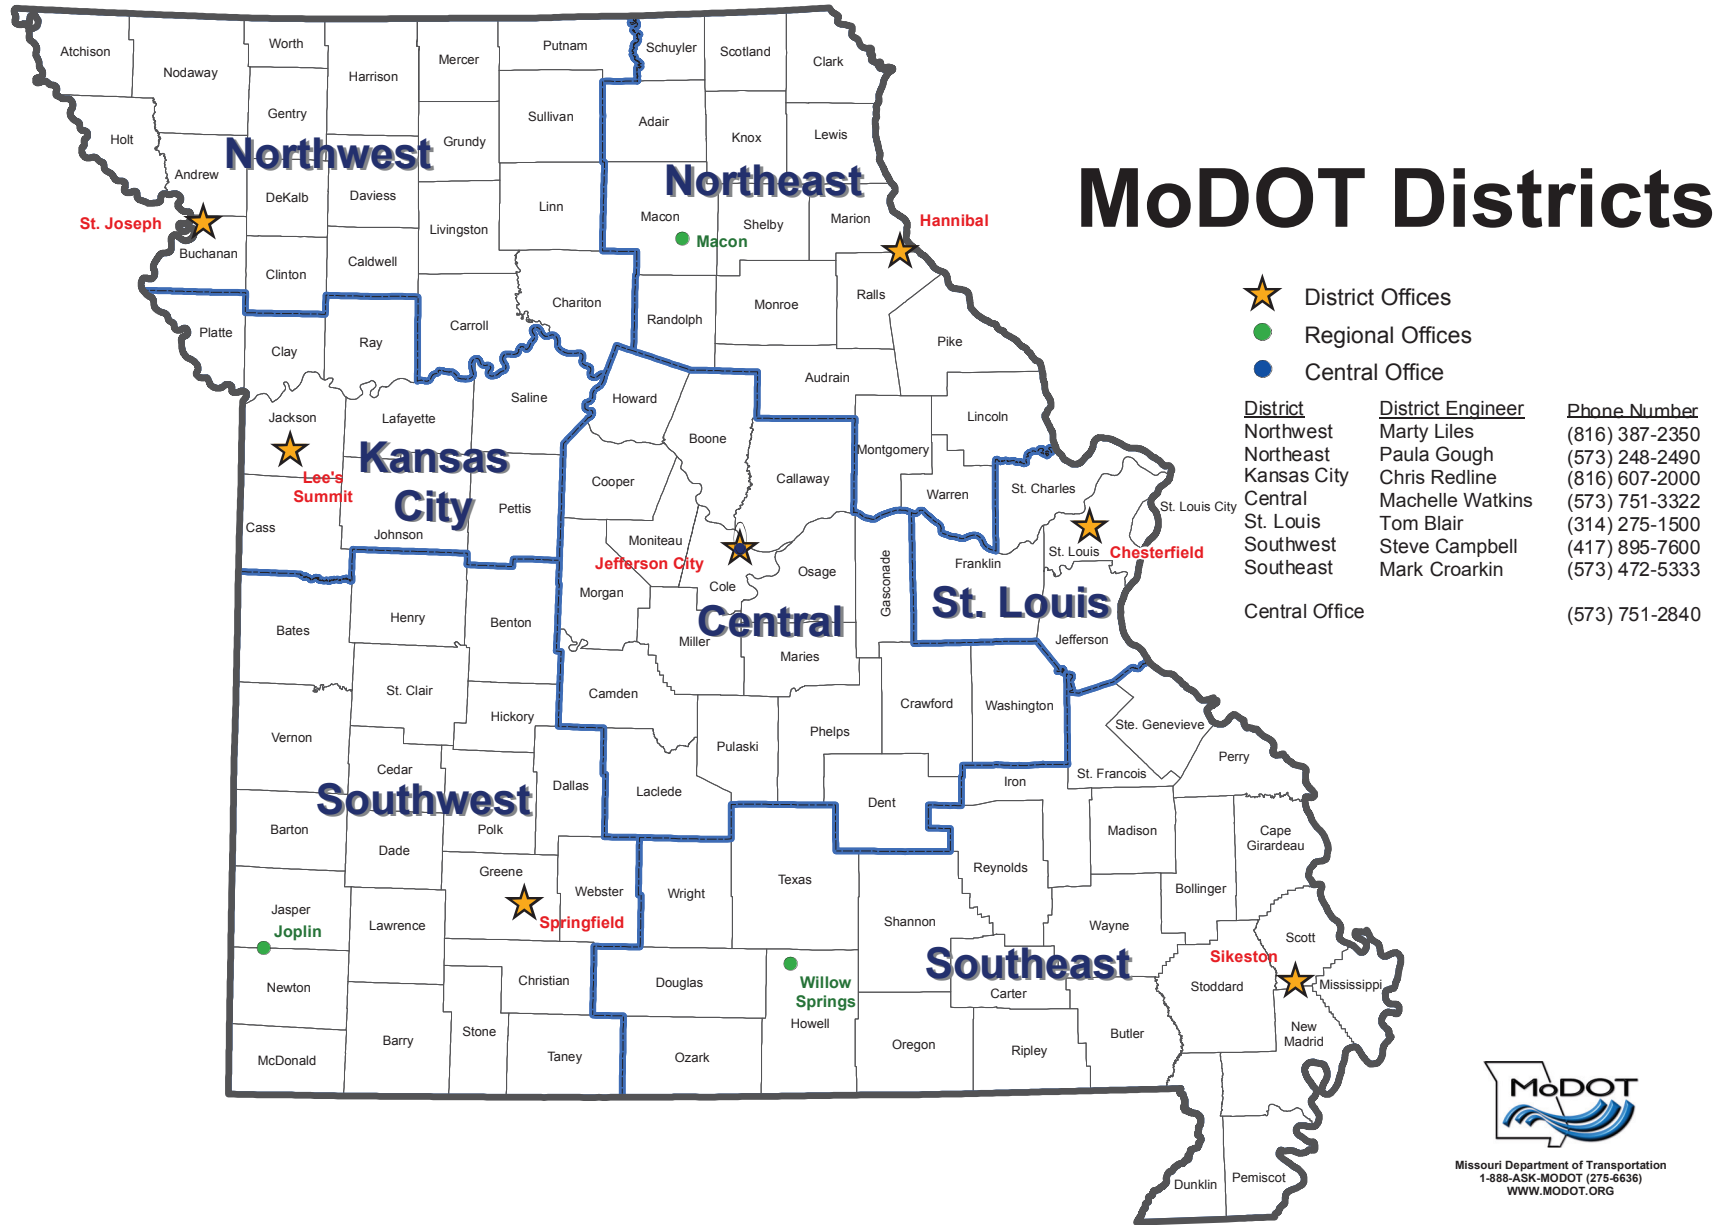 MoDOT Districts
District Offices
Regional Offices
Central Office
District District Engineer Phone Number
Northwest Marty Liles (816) 387-2350
Northeast Paula Gough (573) 248-2490
Kansas City Chris Redline (816) 607-2000
Central Machelle Watkins (573) 751-3322
St. Louis Tom Blair (314) 275-1500
Southwest Steve Campbell (417) 895-7600
Southeast Mark Croarkin (573) 472-5333
Central Office (573) 751-2840
Northwest
Atchison
Nodaway
Worth
Harrison
Mercer
Putnam
Gentry
Sullivan
Holt
Grundy
Andrew
DeKalb
Daviess
Linn
Livingston
St. Joseph
Buchanan
Clinton
Caldwell
Chariton
Carroll
Northeast
Schuyler
Scotland
Clark
Adair
Knox
Lewis
Macon
Macon
Shelby
Marion
Hannibal
Randolph
Monroe
Ralls
Pike
Audrain
Montgomery
Lincoln
Warren
Kansas
City
Platte
Clay
Ray
Jackson
Lafayette
Saline
Lee's
Summit
Cass
Johnson
Pettis
Central
Howard
Boone
Callaway
Cooper
Moniteau
Jefferson City
Cole
Osage
Gasconade
Morgan
Miller
Maries
Camden
Pulaski
Phelps
Crawford
Washington
Laclede
Dent
St. Louis
St. Charles
St. Louis City
St. Louis
Chesterfield
Franklin
Jefferson
Southwest
Bates
Henry
Benton
St. Clair
Hickory
Vernon
Cedar
Dallas
Polk
Barton
Dade
Greene
Webster
Springfield
Jasper
Joplin
Lawrence
Newton
Christian
McDonald
Barry
Stone
Taney
Southeast
Ste. Genevieve
Perry
St. Francois
Iron
Madison
Cape
Girardeau
Reynolds
Bollinger
Wright
Texas
Shannon
Wayne
Scott
Sikeston
Mississippi
Stoddard
Douglas
Willow
Springs
Howell
Carter
New
Madrid
Ozark
Oregon
Ripley
Butler
Dunklin
Pemiscot
MoDOT
Missouri Department of Transportation
1-888-ASK-MODOT (275-6636)
WWW.MODOT.ORG